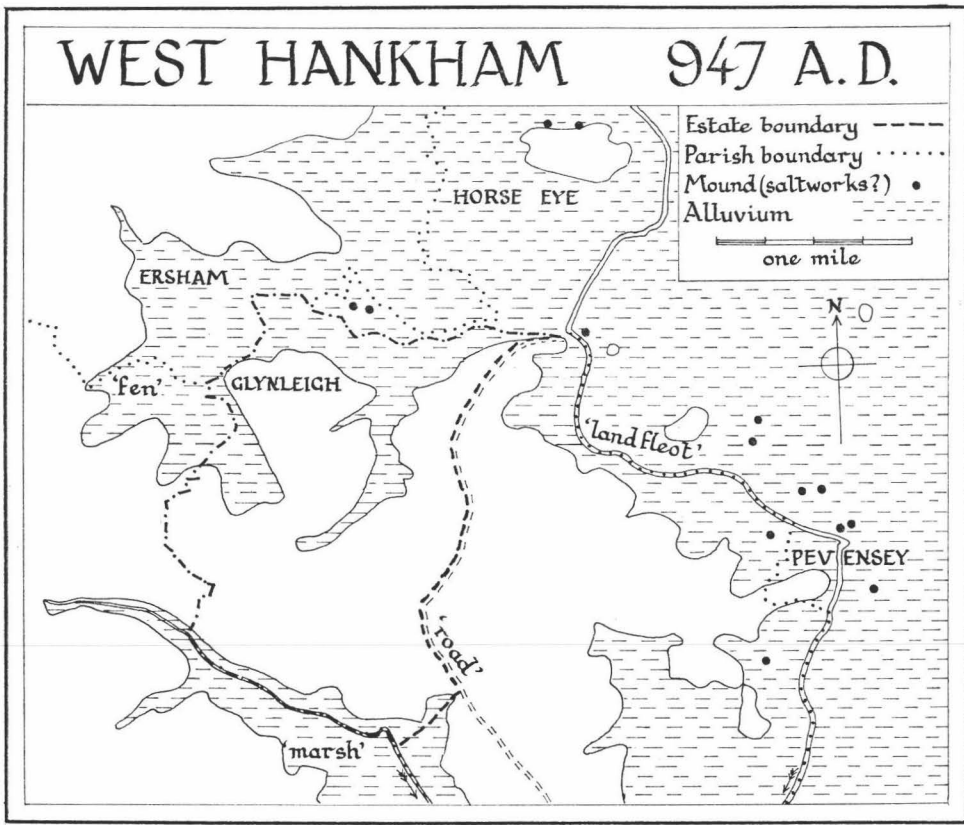 WEST HANKHAM 947 A.D.
Estate boundary
Parish boundary
Mound (saltworks?)
Alluvium
one mile
HORSE EYE
ERSHAM
N
'fen'
GLYNLEIGH
'landfleot'
PEVENSEY
'road'
'marsh'